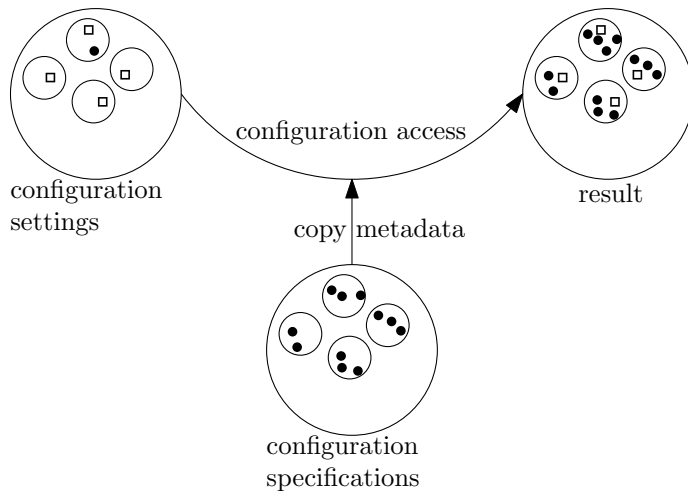 configuration access
configuration
settings
result
copy metadata
configuration
specifications